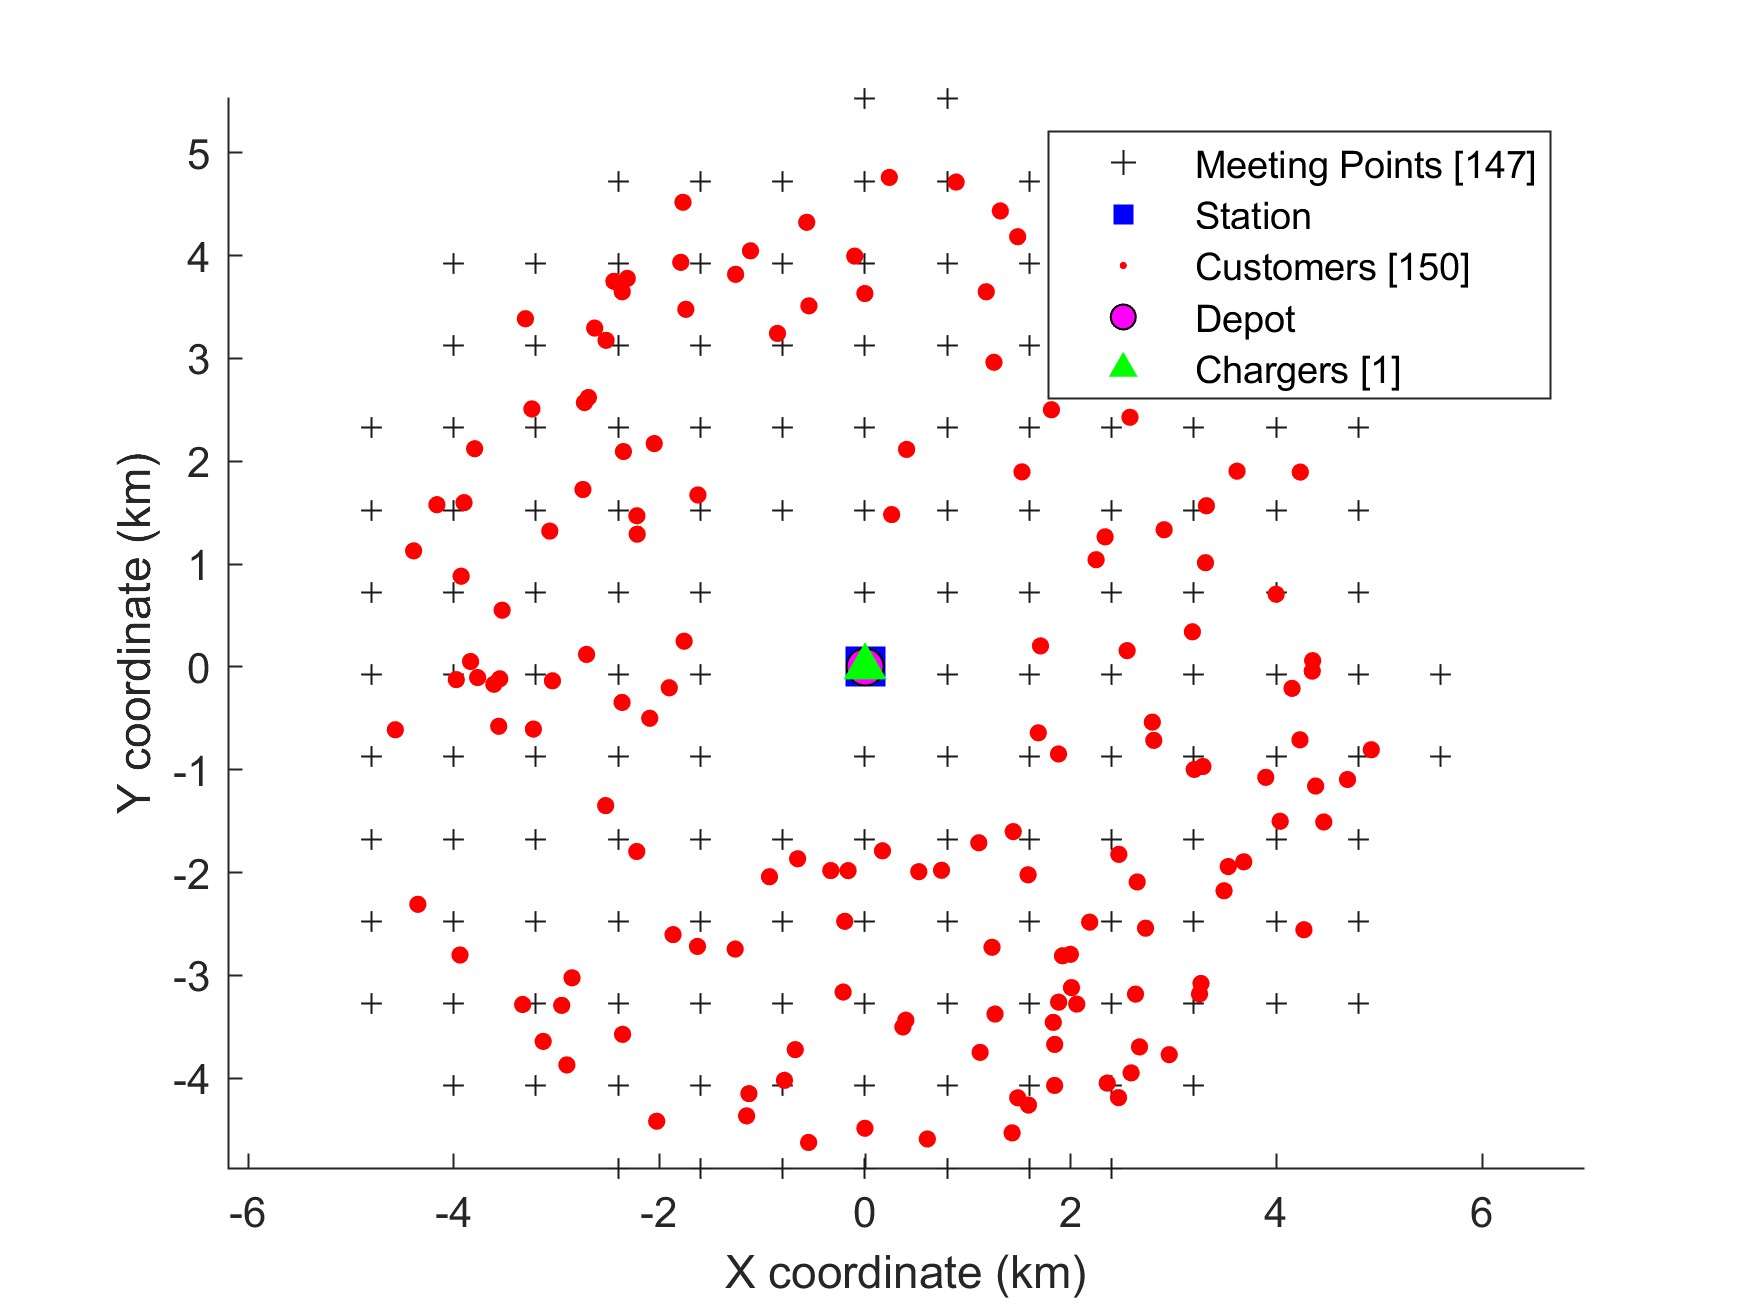 5
4
3
2
1
0
-1
-2
-3
-4
Y coordinate (km)
Meeting Points [147]
Station
Customers [150]
Depot
Chargers [1]
-6
-4
-2
0
2
4
6
X coordinate (km)